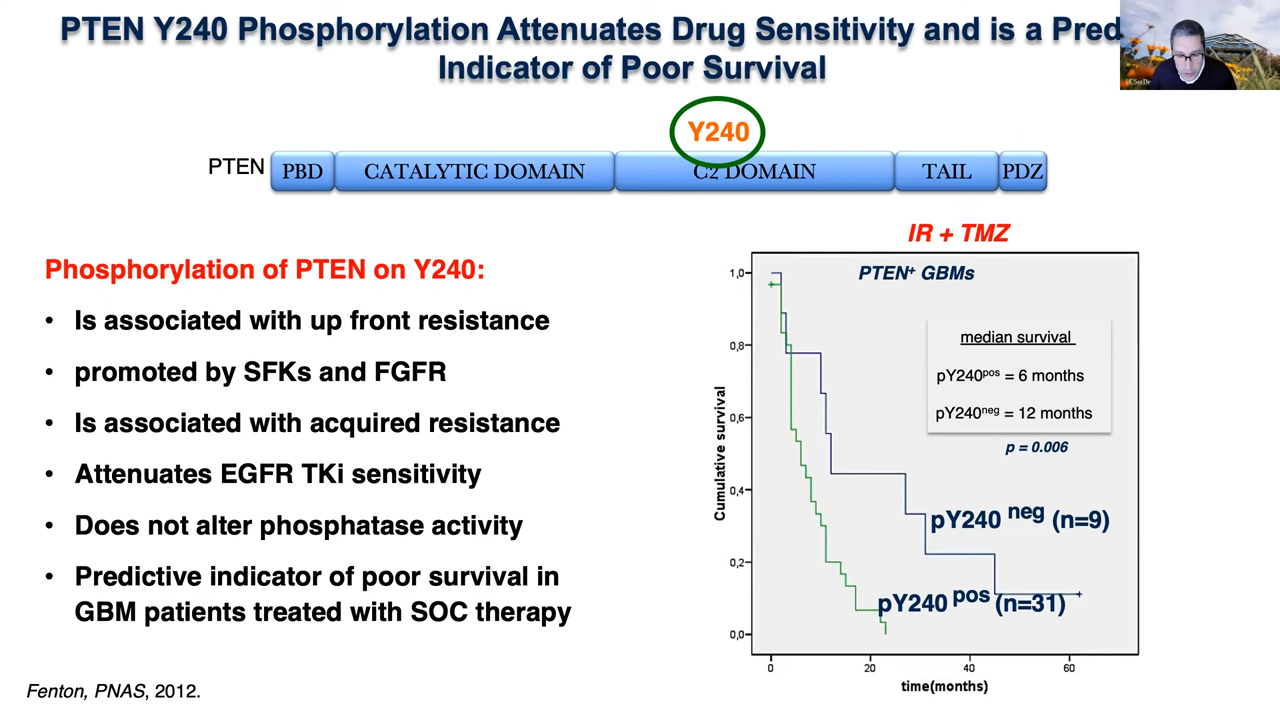 PTEN Y240 Phosphorylation Attenuates Drug Sensitivity and is a Pred
Indicator of Poor Survival
Y240
PTEN
PBD
CATALYTIC DOMAIN
C2 DOMAIN
TAIL
PDZ
Phosphorylation of PTEN on Y240:
• Is associated with up front resistance
• promoted by SFKs and FGFR
• Is associated with acquired resistance
• Attenuates EGFR TKi sensitivity
• Does not alter phosphatase activity
• Predictive indicator of poor survival in
GBM patients treated with SOC therapy
Fenton, PNAS, 2012.
IR + TMZ
PTEN+ GBMs
median survival
pY240pos = 6 months
pY240neg = 12 months
p = 0.006
pY240 neg (n=9)
pY240 pos (n=31)
Cumulative survival
1,0
0,8
0,6
0,4
0,2
0,0
0 20 40 60
time(months)